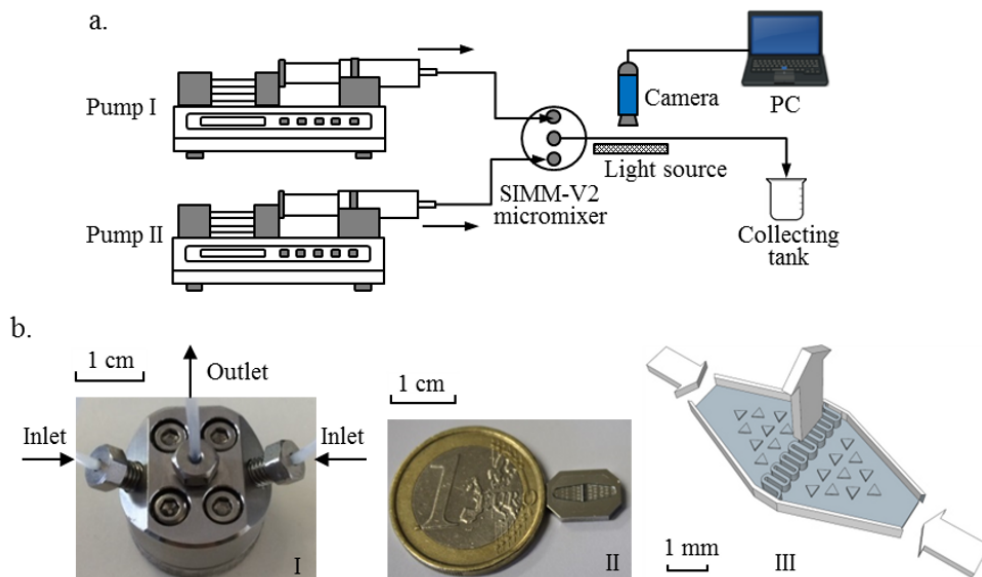 a.
Pump I
Camera
PC
Light source
SIMM-V2
micromixer
Pump II
Collecting
tank
b.
1 cm
Outlet
Inlet
Inlet
I
1 cm
1
II
1 mm
III